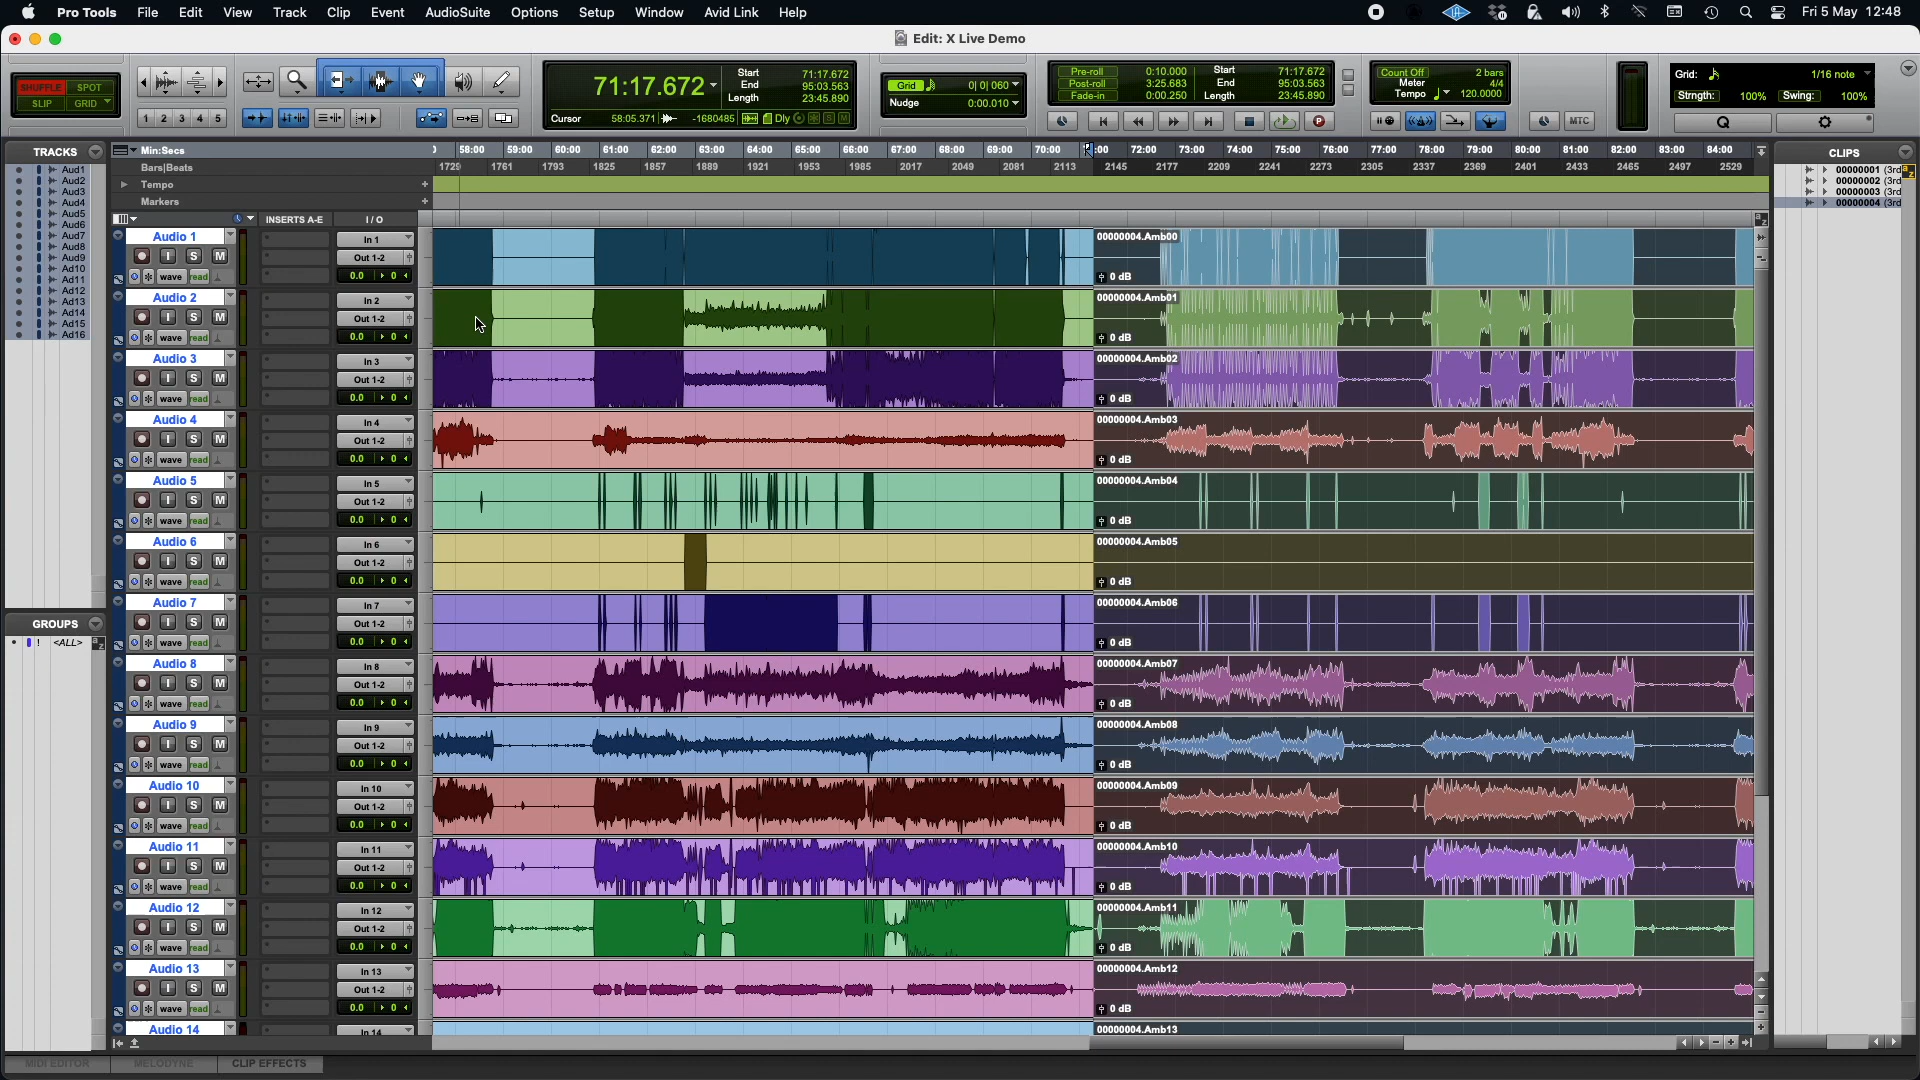 Pro Tools File Edit View Track Clip Event AudioSuite Options Setup Window Avid Link Help Fri 5 May 12:48
Edit: X Live Demo
SHUFFLE SPOT
SLIP GRID
1 2 3 4 5
71:17.672
Start 71:17.672
End 95:03.563
Length 23:45.890
Cursor 58:05.371 -1680485 Dly S M
Grid 0| 0| 060
Nudge 0:00.010
Pre-roll 0:10.000
Post-roll 3:25.683
Fade-in 0:00.250
Start 71:17.672
End 95:03.563
Length 23:45.890
Count Off 2 bars
Meter 4/4
Tempo 120.0000
MTC
Grid: 1/16 note
Strngth: 100% Swing: 100%
Q
TRACKS
Aud1
Aud2
Aud3
Aud4
Aud5
Aud6
Aud7
Aud8
Aud9
Ad10
Ad11
Ad12
Ad13
Ad14
Ad15
Ad16
GROUPS
! <ALL>
Min:Secs 58:00 59:00 60:00 61:00 62:00 63:00 64:00 65:00 66:00 67:00 68:00 69:00 70:00 72:00 73:00 74:00 75:00 76:00 77:00 78:00 79:00 80:00 81:00 82:00 83:00 84:00
Bars|Beats 1729 1761 1793 1825 1857 1889 1921 1953 1985 2017 2049 2081 2113 2145 2177 2209 2241 2273 2305 2337 2369 2401 2433 2465 2497 2529
Tempo
Markers
INSERTS A-E I / O
Audio 1 In 1 00000004.Amb00
I S M Out 1-2
wave read 0.0 0 0 dB
Audio 2 In 2 00000004.Amb01
I S M Out 1-2
wave read 0.0 0 0 dB
Audio 3 In 3 00000004.Amb02
I S M Out 1-2
wave read 0.0 0 0 dB
Audio 4 In 4 00000004.Amb03
I S M Out 1-2
wave read 0.0 0 0 dB
Audio 5 In 5 00000004.Amb04
I S M Out 1-2
wave read 0.0 0 0 dB
Audio 6 In 6 00000004.Amb05
I S M Out 1-2
wave read 0.0 0 0 dB
Audio 7 In 7 00000004.Amb06
I S M Out 1-2
wave read 0.0 0 0 dB
Audio 8 In 8 00000004.Amb07
I S M Out 1-2
wave read 0.0 0 0 dB
Audio 9 In 9 00000004.Amb08
I S M Out 1-2
wave read 0.0 0 0 dB
Audio 10 In 10 00000004.Amb09
I S M Out 1-2
wave read 0.0 0 0 dB
Audio 11 In 11 00000004.Amb10
I S M Out 1-2
wave read 0.0 0 0 dB
Audio 12 In 12 00000004.Amb11
I S M Out 1-2
wave read 0.0 0 0 dB
Audio 13 In 13 00000004.Amb12
I S M Out 1-2
wave read 0.0 0 0 dB
Audio 14 In 14 00000004.Amb13
CLIPS
00000001 (3rd
00000002 (3rd
00000003 (3rd
00000004 (3rd
MIDI EDITOR MELODYNE CLIP EFFECTS